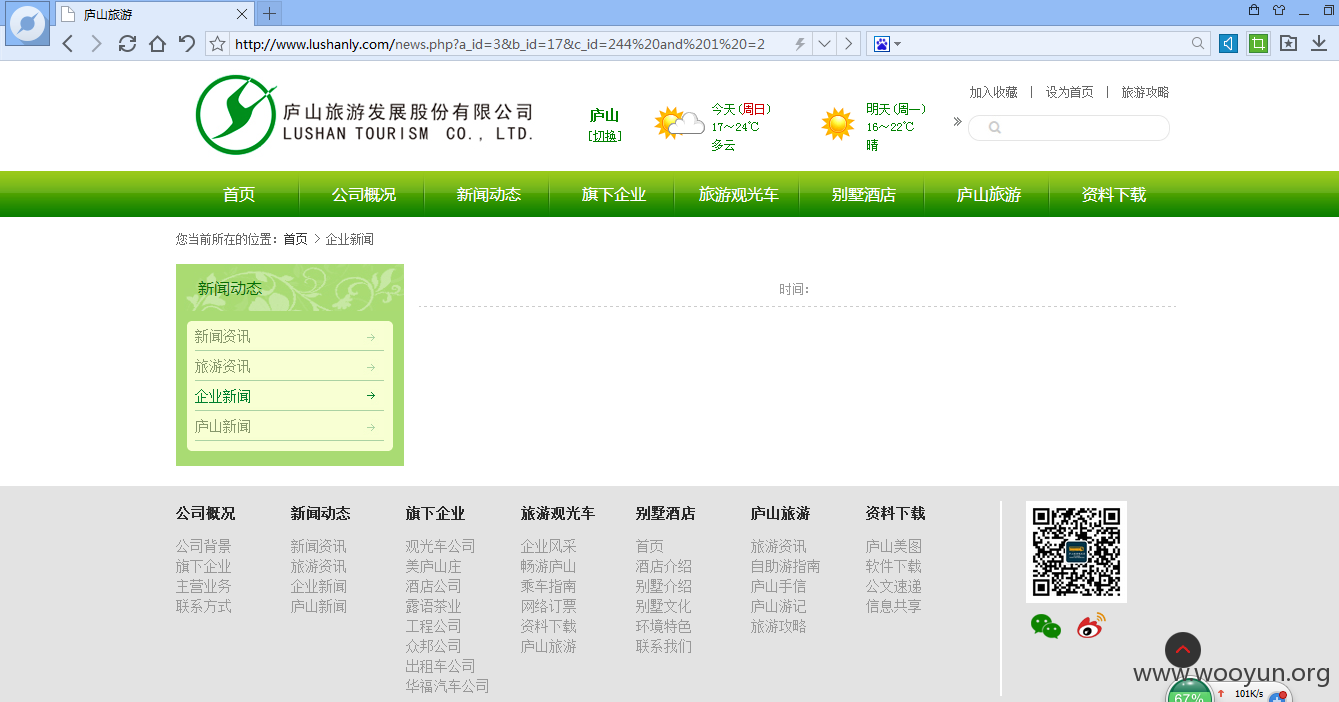 庐山旅游
http://www.lushanly.com/news.php?a_id=3&b_id=17&c_id=244%20and%201%20=2
庐山旅游发展股份有限公司
LUSHAN TOURISM CO., LTD.
庐山
[切换]
今天(周日)
17～24℃
多云
明天(周一)
16～22℃
晴
加入收藏 | 设为首页 | 旅游攻略
首页 公司概况 新闻动态 旗下企业 旅游观光车 别墅酒店 庐山旅游 资料下载
您当前所在的位置：首页 > 企业新闻
新闻动态
新闻资讯
旅游资讯
企业新闻
庐山新闻
时间：
公司概况
公司背景
旗下企业
主营业务
联系方式
新闻动态
新闻资讯
旅游资讯
企业新闻
庐山新闻
旗下企业
观光车公司
美庐山庄
酒店公司
露语茶业
工程公司
众邦公司
出租车公司
华福汽车公司
旅游观光车
企业风采
畅游庐山
乘车指南
网络订票
资料下载
庐山旅游
别墅酒店
首页
酒店介绍
别墅介绍
别墅文化
环境特色
联系我们
庐山旅游
旅游资讯
自助游指南
庐山手信
庐山游记
旅游攻略
资料下载
庐山美图
软件下载
公文速递
信息共享
www.wooyun.org
67%
101K/s